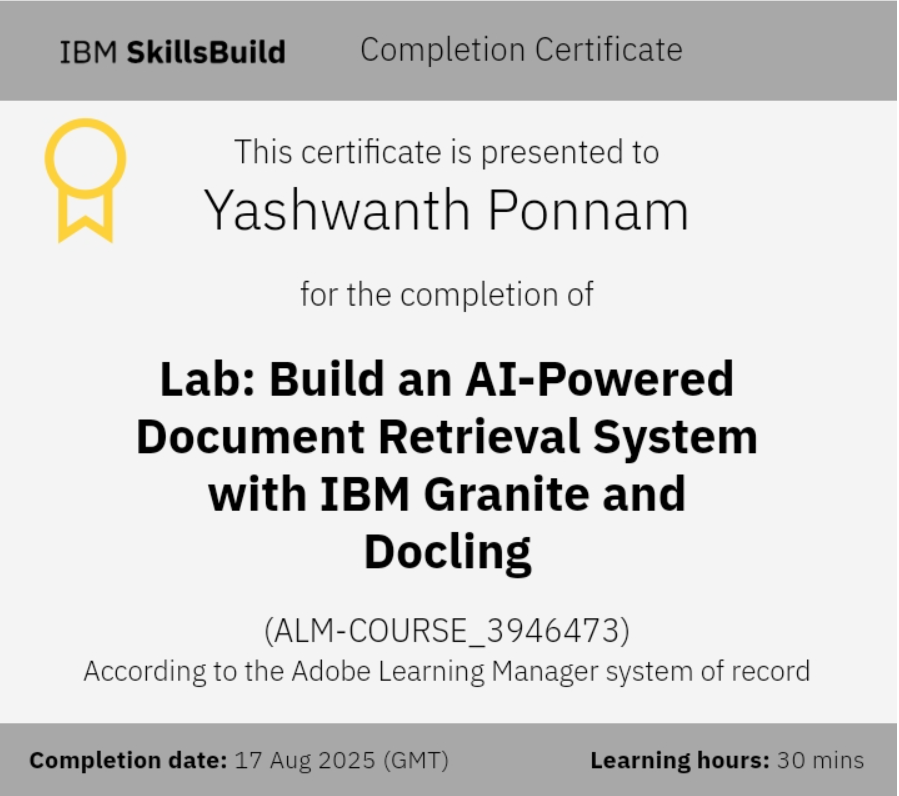 IBM SkillsBuild Completion Certificate
This certificate is presented to
Yashwanth Ponnam
for the completion of
Lab: Build an AI-Powered
Document Retrieval System
with IBM Granite and
Docling
(ALM-COURSE_3946473)
According to the Adobe Learning Manager system of record
Completion date: 17 Aug 2025 (GMT) Learning hours: 30 mins